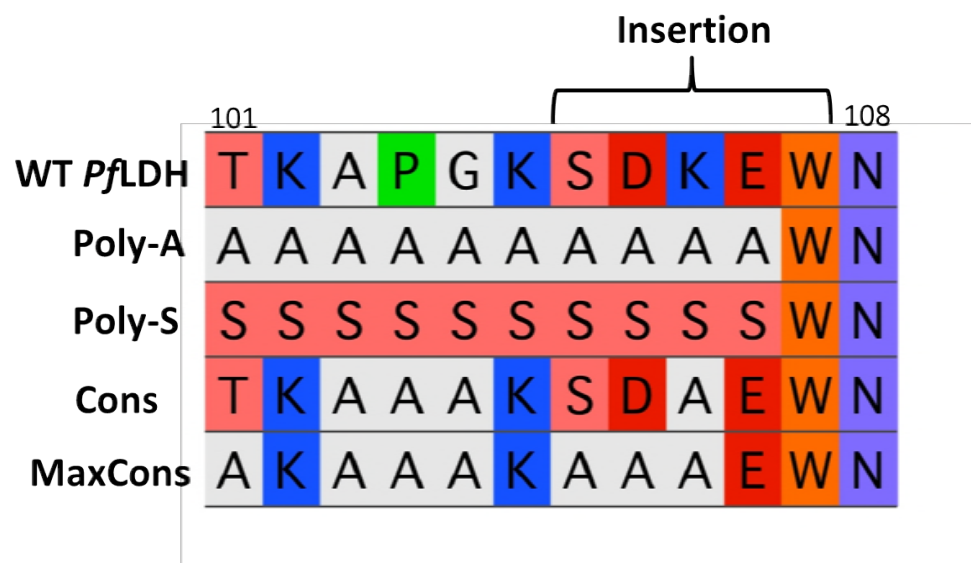 Insertion
101 108
WT PfLDH T K A P G K S D K E W N
Poly-A A A A A A A A A A A W N
Poly-S S S S S S S S S S S W N
Cons T K A A A K S D A E W N
MaxCons A K A A A K A A A E W N